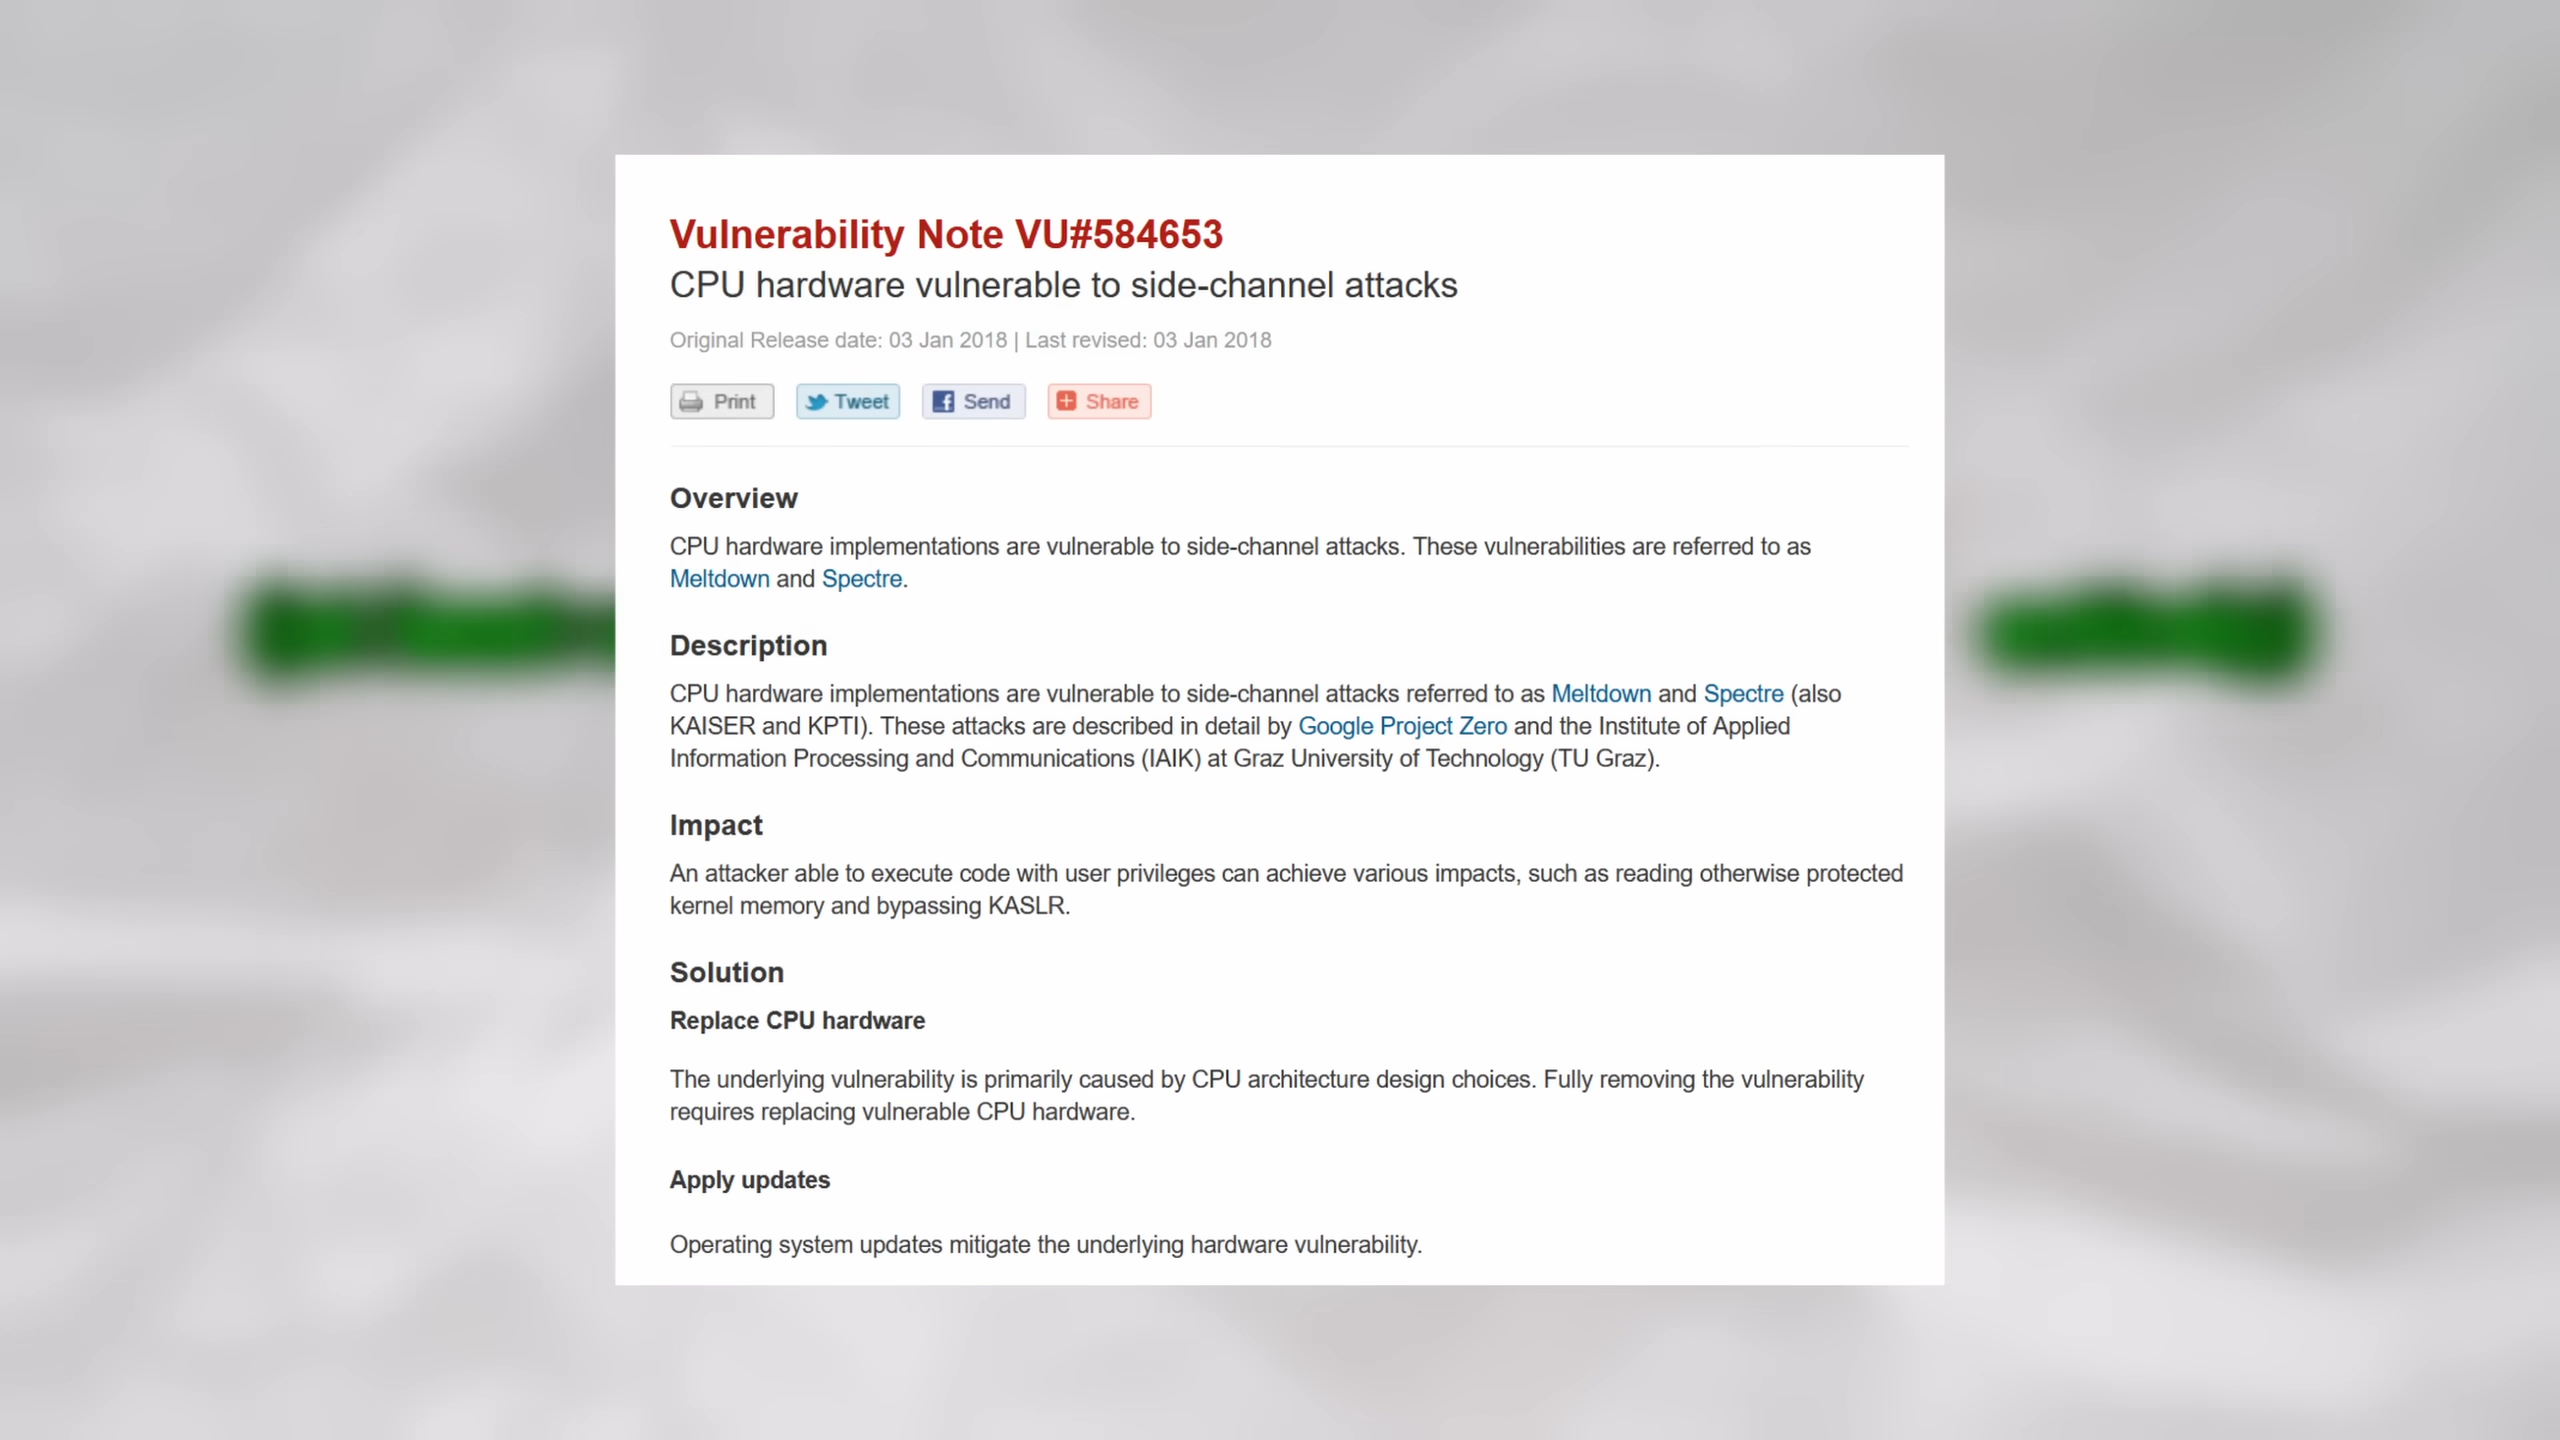 Vulnerability Note VU#584653
CPU hardware vulnerable to side-channel attacks
Original Release date: 03 Jan 2018 | Last revised: 03 Jan 2018
Print Tweet Send Share
Overview
CPU hardware implementations are vulnerable to side-channel attacks. These vulnerabilities are referred to as
Meltdown and Spectre.
Description
CPU hardware implementations are vulnerable to side-channel attacks referred to as Meltdown and Spectre (also
KAISER and KPTI). These attacks are described in detail by Google Project Zero and the Institute of Applied
Information Processing and Communications (IAIK) at Graz University of Technology (TU Graz).
Impact
An attacker able to execute code with user privileges can achieve various impacts, such as reading otherwise protected
kernel memory and bypassing KASLR.
Solution
Replace CPU hardware
The underlying vulnerability is primarily caused by CPU architecture design choices. Fully removing the vulnerability
requires replacing vulnerable CPU hardware.
Apply updates
Operating system updates mitigate the underlying hardware vulnerability.